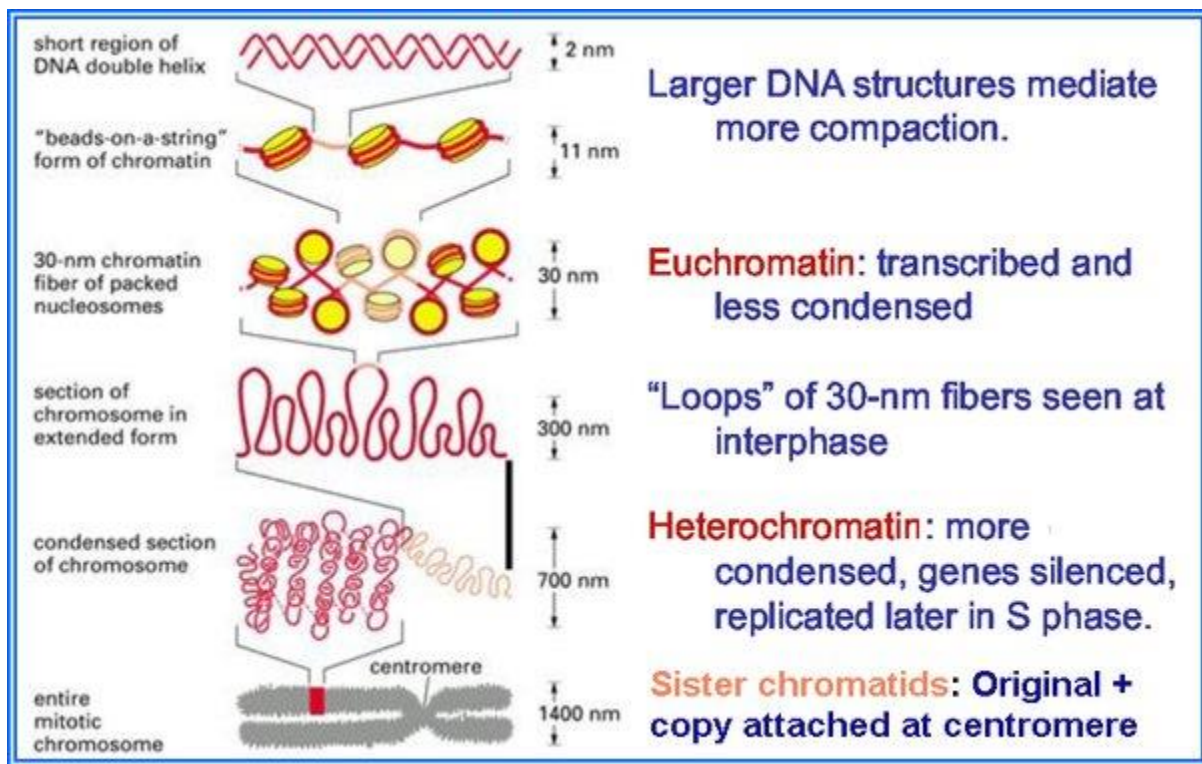 short region of
DNA double helix
2 nm
Larger DNA structures mediate
more compaction.
"beads-on-a-string"
form of chromatin
11 nm
30-nm chromatin
fiber of packed
nucleosomes
30 nm
Euchromatin: transcribed and
less condensed
section of
chromosome in
extended form
300 nm
"Loops" of 30-nm fibers seen at
interphase
condensed section
of chromosome
700 nm
Heterochromatin: more
condensed, genes silenced,
replicated later in S phase.
centromere
entire
mitotic
chromosome
1400 nm
Sister chromatids: Original +
copy attached at centromere